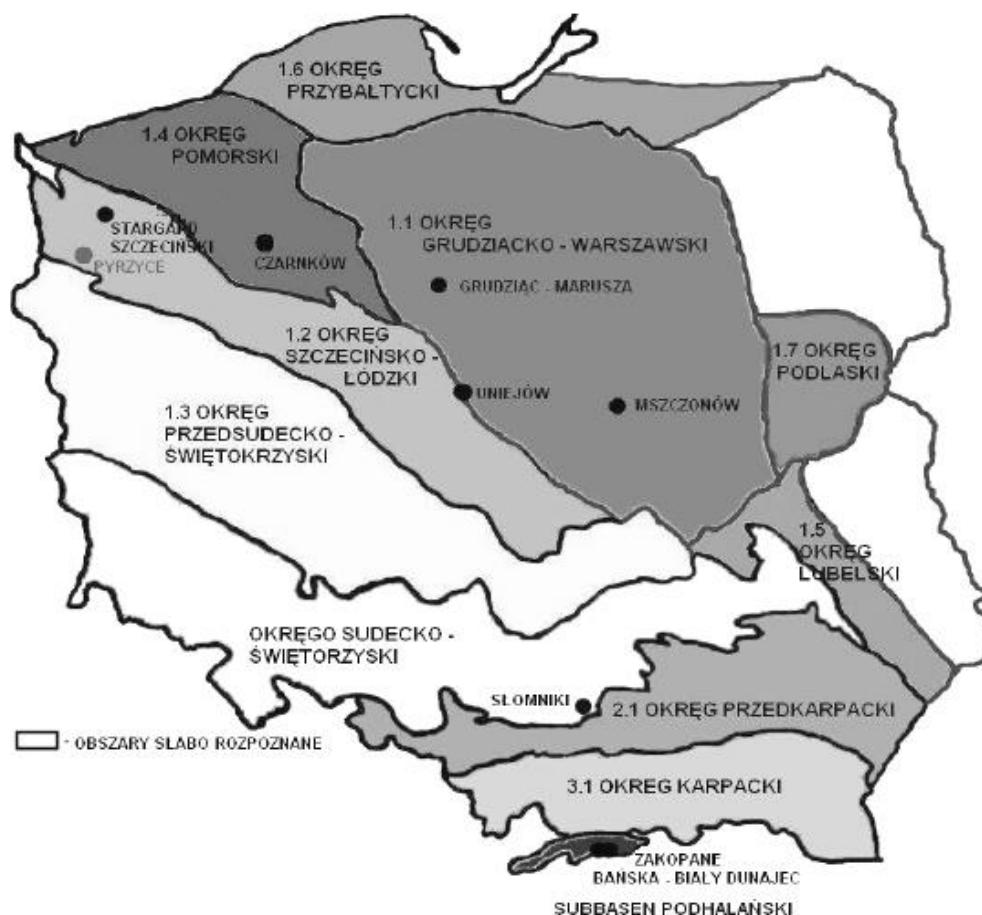 1.6 OKRĘG
PRZYBAŁTYCKI
1.4 OKRĘG
POMORSKI
1.1 OKRĘG
GRUDZIĄCKO - WARSZAWSKI
STARGARD
SZCZECIŃSKI
PYRZYCE
CZARNKÓW
GRUDZIĄC - MARUSZA
1.2 OKRĘG
SZCZECIŃSKO -
ŁÓDZKI
1.7 OKRĘG
PODLASKI
UNIEJÓW
MSZCZONÓW
1.3 OKRĘG
PRZEDSUDECKO -
ŚWIĘTOKRZYSKI
1.5
OKRĘG
LUBELSKI
OKRĘGO SUDECKO -
ŚWIĘTORZYSKI
SŁOMNIKI
2.1 OKRĘG PRZEDKARPACKI
- OBSZARY SŁABO ROZPOZNANE
3.1 OKRĘG KARPACKI
ZAKOPANE
BAŃSKA - BIAŁY DUNAJEC
SUBBASEN PODHALAŃSKI